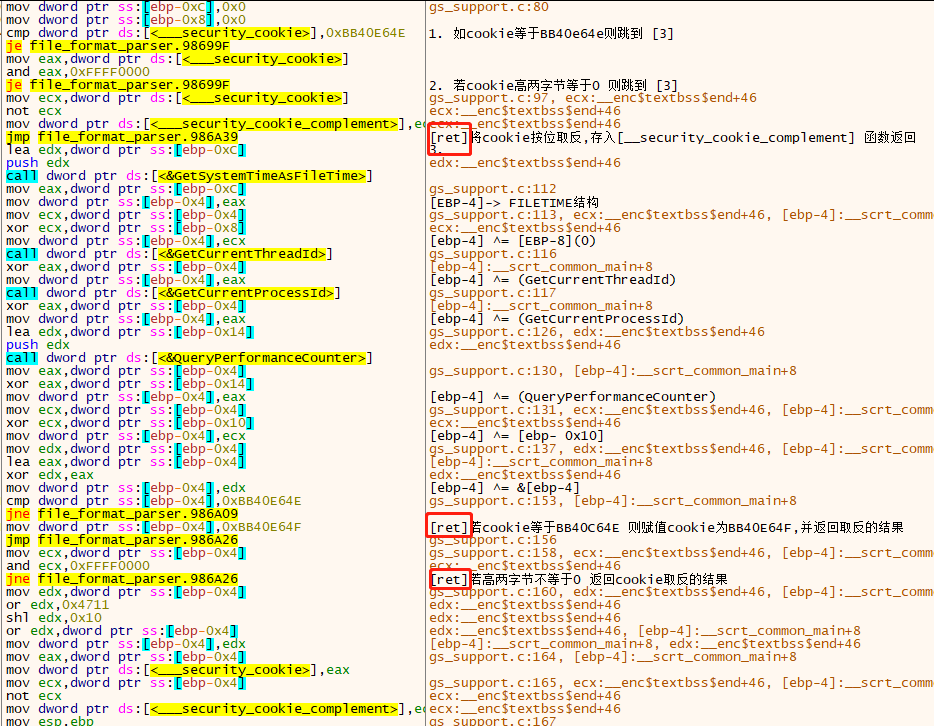 mov dword ptr ss:[ebp-0xC],0x0 gs_support.c:80
mov dword ptr ss:[ebp-0x8],0x0
cmp dword ptr ds:[<___security_cookie>],0xBB40E64E 1. 如cookie等于BB40e64e则跳到 [3]
je file_format_parser.98699F
mov eax,dword ptr ds:[<___security_cookie>]
and eax,0xFFFF0000
je file_format_parser.98699F 2. 若cookie高两字节等于0 则跳到 [3]
mov ecx,dword ptr ds:[<___security_cookie>] gs_support.c:97, ecx:__enc$textbss$end+46
not ecx ecx:__enc$textbss$end+46
mov dword ptr ds:[<___security_cookie_complement>],ec ecx:__enc$textbss$end+46
jmp file_format_parser.986A39 [ret]将cookie按位取反,存入[__security_cookie_complement] 函数返回
lea edx,dword ptr ss:[ebp-0xC] 3.
push edx edx:__enc$textbss$end+46
call dword ptr ds:[<&GetSystemTimeAsFileTime>]
mov eax,dword ptr ss:[ebp-0xC] gs_support.c:112
mov dword ptr ss:[ebp-0x4],eax [EBP-4]-> FILETIME结构
mov ecx,dword ptr ss:[ebp-0x4] gs_support.c:113, ecx:__enc$textbss$end+46, [ebp-4]:__scrt_comm
xor ecx,dword ptr ss:[ebp-0x8] ecx:__enc$textbss$end+46
mov dword ptr ss:[ebp-0x4],ecx [ebp-4] ^= [EBP-8](0)
call dword ptr ds:[<&GetCurrentThreadId>] gs_support.c:116
xor eax,dword ptr ss:[ebp-0x4] [ebp-4]:__scrt_common_main+8
mov dword ptr ss:[ebp-0x4],eax [ebp-4] ^= (GetCurrentThreadId)
call dword ptr ds:[<&GetCurrentProcessId>] gs_support.c:117
xor eax,dword ptr ss:[ebp-0x4] [ebp-4]:__scrt_common_main+8
mov dword ptr ss:[ebp-0x4],eax [ebp-4] ^= (GetCurrentProcessId)
lea edx,dword ptr ss:[ebp-0x14] gs_support.c:126, edx:__enc$textbss$end+46
push edx edx:__enc$textbss$end+46
call dword ptr ds:[<&QueryPerformanceCounter>]
mov eax,dword ptr ss:[ebp-0x4] gs_support.c:130, [ebp-4]:__scrt_common_main+8
xor eax,dword ptr ss:[ebp-0x14]
mov dword ptr ss:[ebp-0x4],eax [ebp-4] ^= (QueryPerformanceCounter)
mov ecx,dword ptr ss:[ebp-0x4] gs_support.c:131, ecx:__enc$textbss$end+46, [ebp-4]:__scrt_comm
xor ecx,dword ptr ss:[ebp-0x10] ecx:__enc$textbss$end+46
mov dword ptr ss:[ebp-0x4],ecx [ebp-4] ^= [ebp- 0x10]
mov edx,dword ptr ss:[ebp-0x4] gs_support.c:137, edx:__enc$textbss$end+46, [ebp-4]:__scrt_comm
lea eax,dword ptr ss:[ebp-0x4] [ebp-4]:__scrt_common_main+8
xor edx,eax edx:__enc$textbss$end+46
mov dword ptr ss:[ebp-0x4],edx [ebp-4] ^= &[ebp-4]
cmp dword ptr ss:[ebp-0x4],0xBB40E64E gs_support.c:153, [ebp-4]:__scrt_common_main+8
jne file_format_parser.986A09
mov dword ptr ss:[ebp-0x4],0xBB40E64F [ret]若cookie等于BB40C64E 则赋值cookie为BB40E64F,并返回取反的结果
jmp file_format_parser.986A26 gs_support.c:156
mov ecx,dword ptr ss:[ebp-0x4] gs_support.c:158, ecx:__enc$textbss$end+46, [ebp-4]:__scrt_comm
and ecx,0xFFFF0000 ecx:__enc$textbss$end+46
jne file_format_parser.986A26 [ret]若高两字节不等于0 返回cookie取反的结果
mov edx,dword ptr ss:[ebp-0x4] gs_support.c:160, edx:__enc$textbss$end+46, [ebp-4]:__scrt_comm
or edx,0x4711 edx:__enc$textbss$end+46
shl edx,0x10 edx:__enc$textbss$end+46
or edx,dword ptr ss:[ebp-0x4] edx:__enc$textbss$end+46, [ebp-4]:__scrt_common_main+8
mov dword ptr ss:[ebp-0x4],edx [ebp-4]:__scrt_common_main+8, edx:__enc$textbss$end+46
mov eax,dword ptr ss:[ebp-0x4] gs_support.c:164, [ebp-4]:__scrt_common_main+8
mov dword ptr ds:[<___security_cookie>],eax
mov ecx,dword ptr ss:[ebp-0x4] gs_support.c:165, ecx:__enc$textbss$end+46, [ebp-4]:__scrt_comm
not ecx ecx:__enc$textbss$end+46
mov dword ptr ds:[<___security_cookie_complement>],ec ecx:__enc$textbss$end+46
mov esp,ebp gs_support.c:167